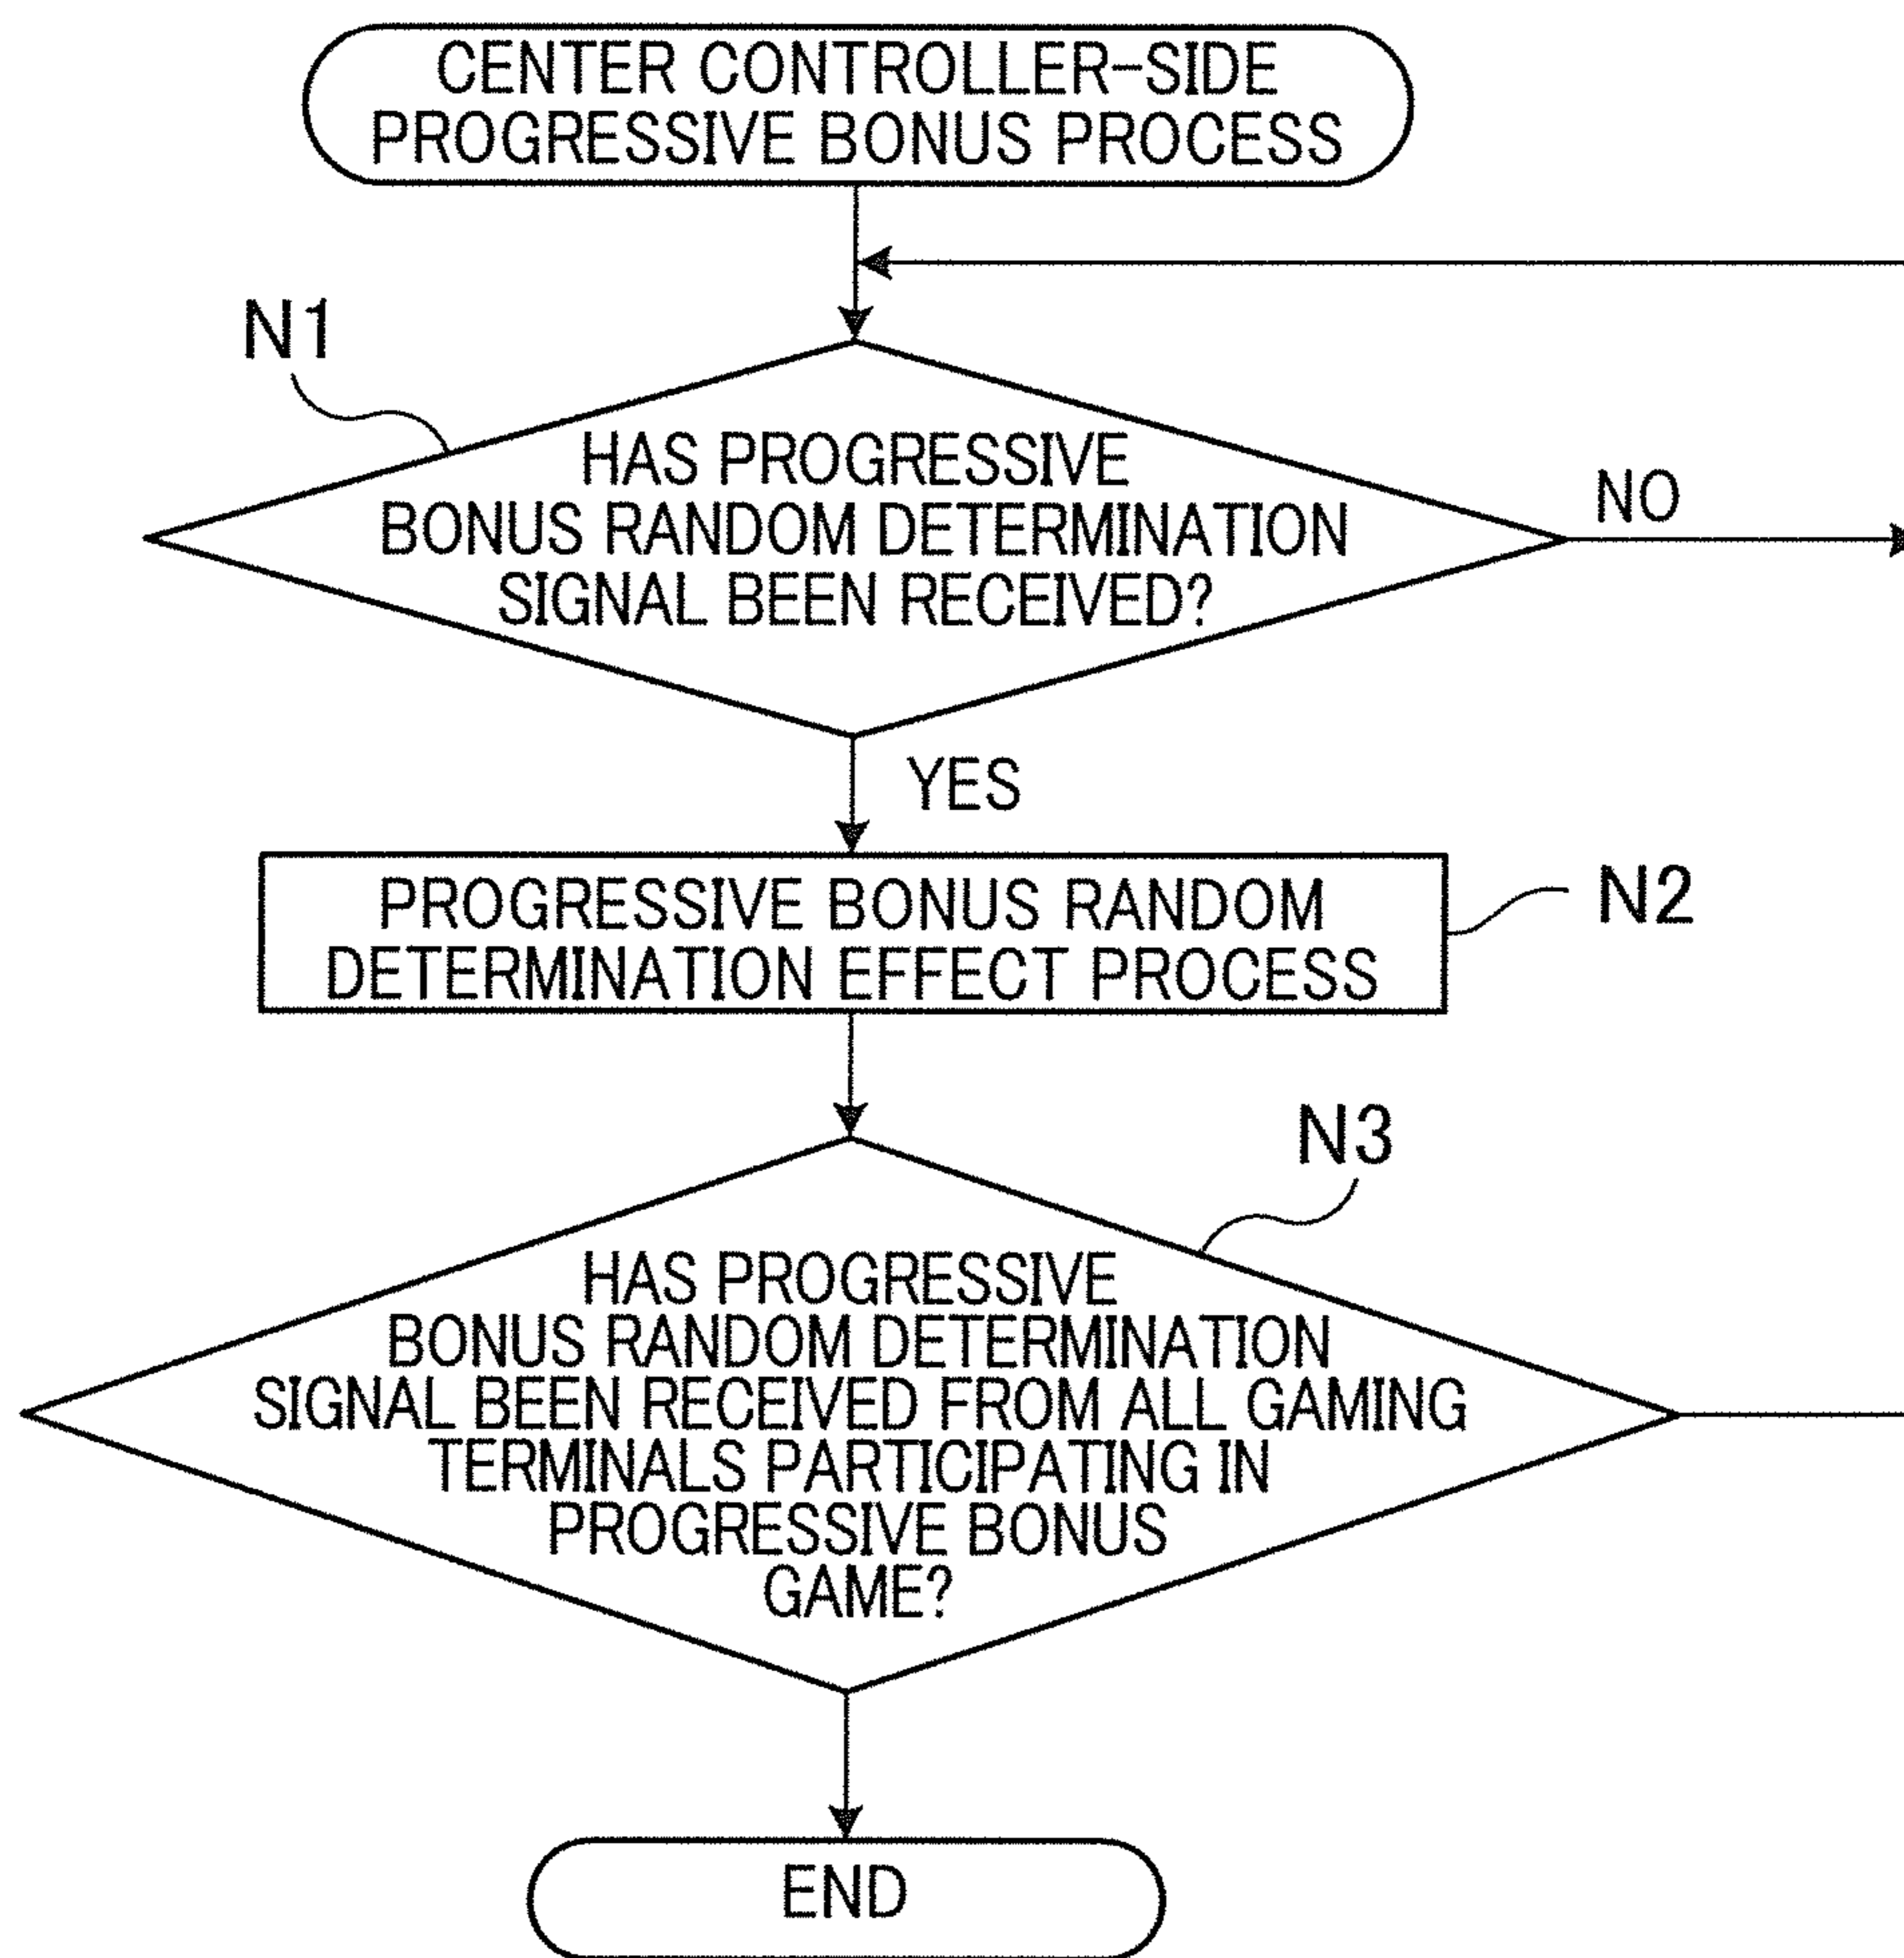 CENTER CONTROLLER-SIDE
PROGRESSIVE BONUS PROCESS
N1
HAS PROGRESSIVE
BONUS RANDOM DETERMINATION
SIGNAL BEEN RECEIVED?
NO
YES
PROGRESSIVE BONUS RANDOM
DETERMINATION EFFECT PROCESS
N2
N3
HAS PROGRESSIVE
BONUS RANDOM DETERMINATION
SIGNAL BEEN RECEIVED FROM ALL GAMING
TERMINALS PARTICIPATING IN
PROGRESSIVE BONUS
GAME?
END